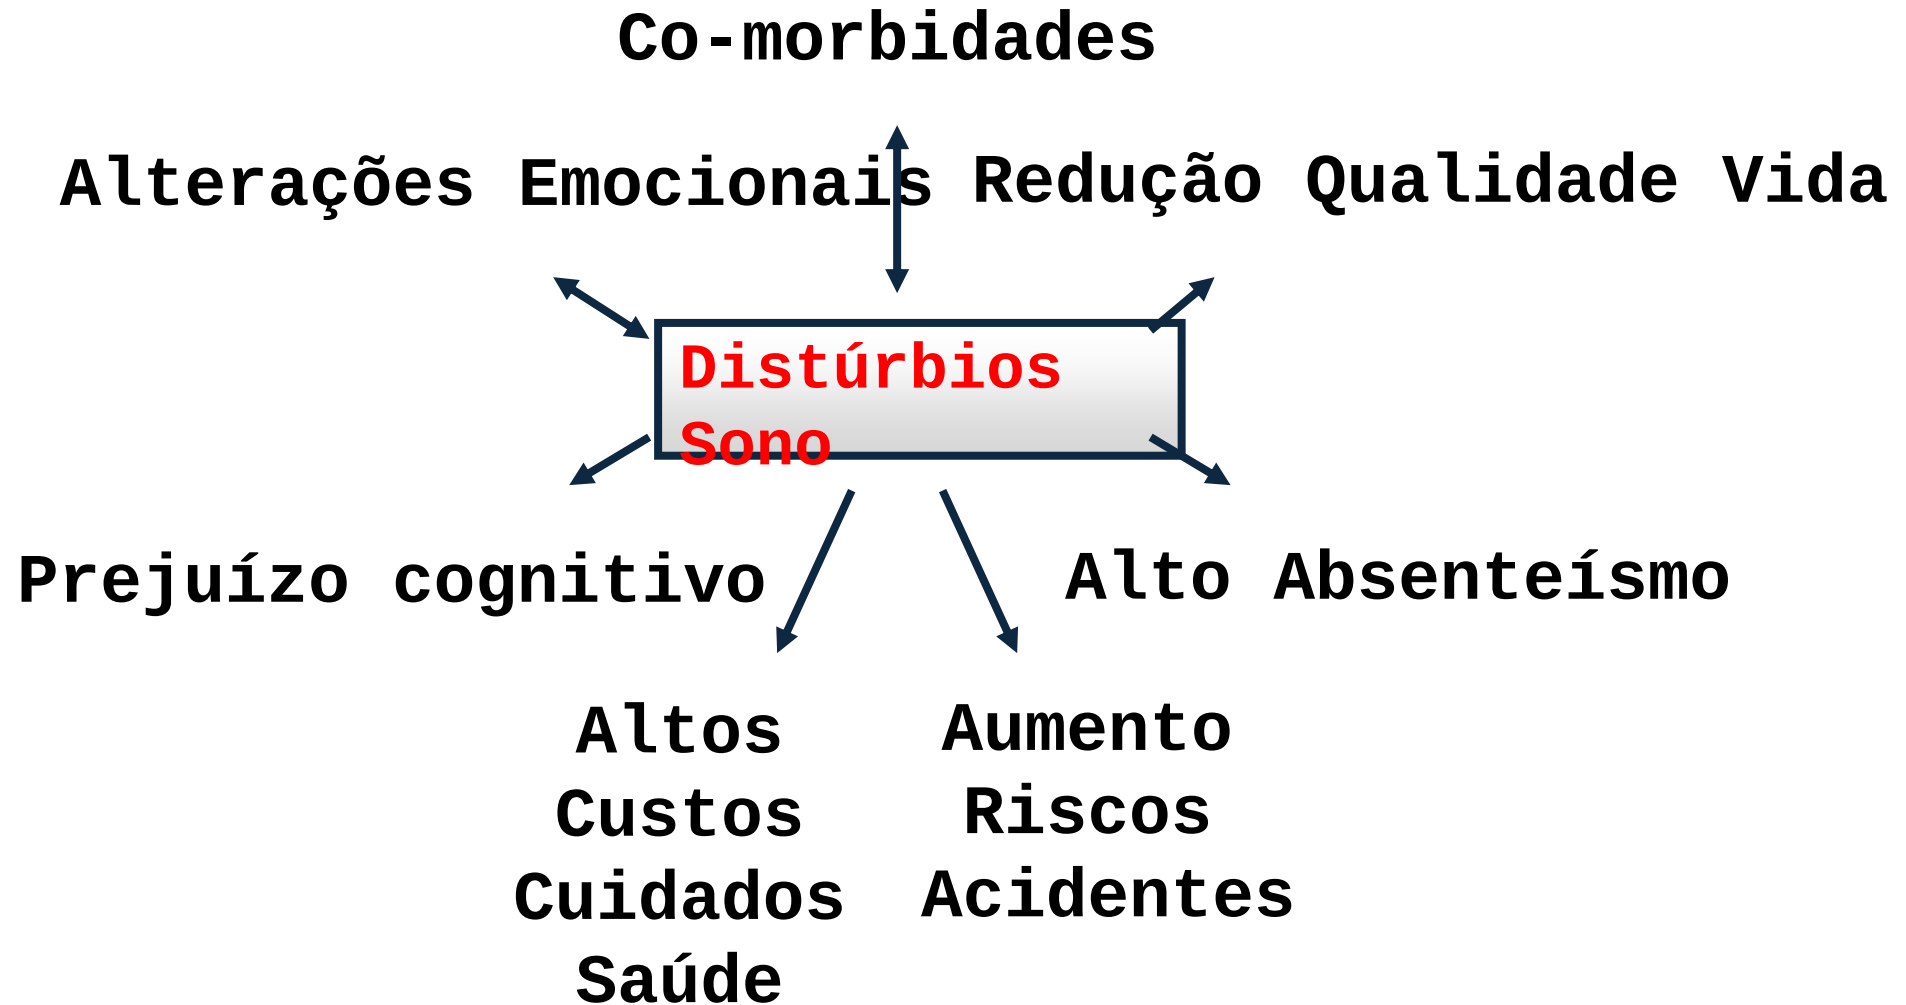 Co-morbidades
Alterações Emocionais
Redução Qualidade Vida
Distúrbios
Sono
Prejuízo cognitivo
Alto Absenteísmo
Altos
Custos
Cuidados
Saúde
Aumento
Riscos
Acidentes